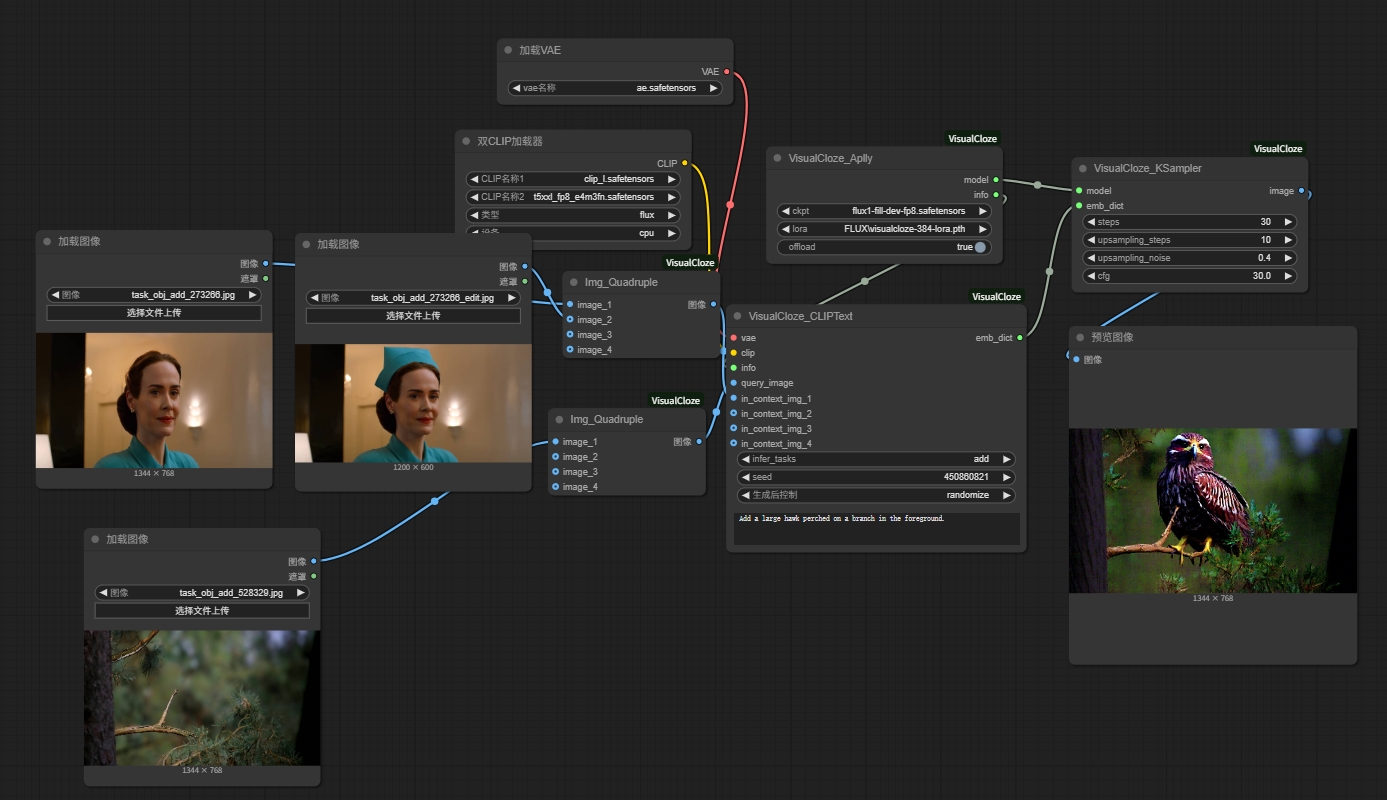 加载VAE
VAE
vae名称 ae.safetensors
双CLIP加载器
CLIP
CLIP名称1 clip_l.safetensors
CLIP名称2 t5xxl_fp8_e4m3fn.safetensors
类型 flux
设备 cpu
VisualCloze
VisualCloze_Aplly
model
info
ckpt flux1-fill-dev-fp8.safetensors
lora FLUX\visualcloze-384-lora.pth
offload true
VisualCloze
VisualCloze_KSampler
model image
emb_dict
steps 30
upsampling_steps 10
upsampling_noise 0.4
cfg 30.0
加载图像
图像
遮罩
图像 task_obj_add_273266.jpg
选择文件上传
1344 × 768
加载图像
图像
遮罩
图像 task_obj_add_273266_edit.jpg
选择文件上传
1200 × 600
VisualCloze
Img_Quadruple
image_1 图像
image_2
image_3
image_4
VisualCloze
Img_Quadruple
image_1 图像
image_2
image_3
image_4
VisualCloze
VisualCloze_CLIPText
vae emb_dict
clip
info
query_image
in_context_img_1
in_context_img_2
in_context_img_3
in_context_img_4
infer_tasks add
seed 450860821
生成后控制 randomize
Add a large hawk perched on a branch in the foreground.
预览图像
图像
1344 × 768
加载图像
图像
遮罩
图像 task_obj_add_528329.jpg
选择文件上传
1344 × 768